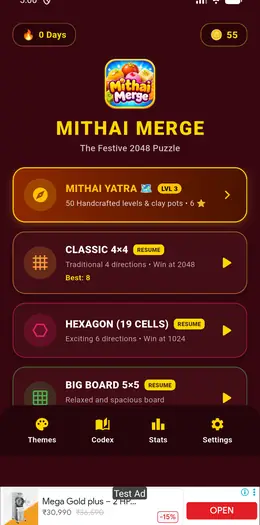 0 Days
55
Mithai
Merge
MITHAI MERGE
The Festive 2048 Puzzle
MITHAI YATRA 🗺️ LVL 3
50 Handcrafted levels & clay pots • 6 ⭐
CLASSIC 4×4 RESUME
Traditional 4 directions • Win at 2048
Best: 8
HEXAGON (19 CELLS) RESUME
Exciting 6 directions • Win at 1024
BIG BOARD 5×5 RESUME
Relaxed and spacious board
Themes
Codex
Stats
Settings
Test Ad
Mega Gold plus – 2 HP...
₹30,990 ₹36,590
-15%
OPEN